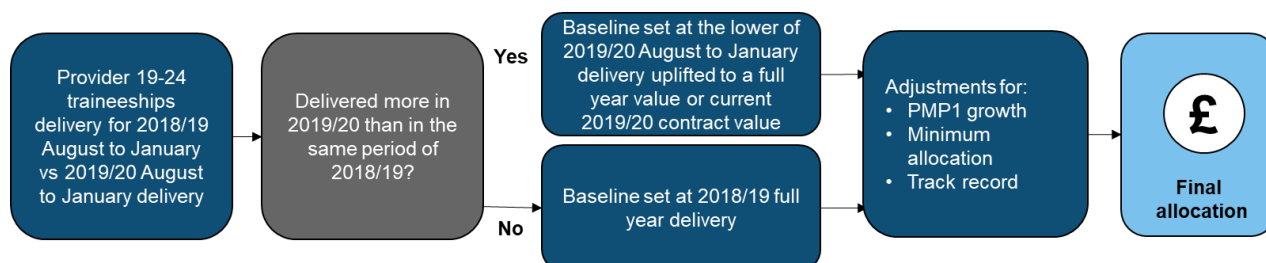 Provider 19-24
traineeships
delivery for 2018/19
August to January
vs 2019/20 August
to January delivery
Delivered more in
2019/20 than in the
same period of
2018/19?
Yes
Baseline set at the lower of
2019/20 August to January
delivery uplifted to a full
year value or current
2019/20 contract value
No
Baseline set at 2018/19 full
year delivery
Adjustments for:
• PMP1 growth
• Minimum
allocation
• Track record
£
Final
allocation